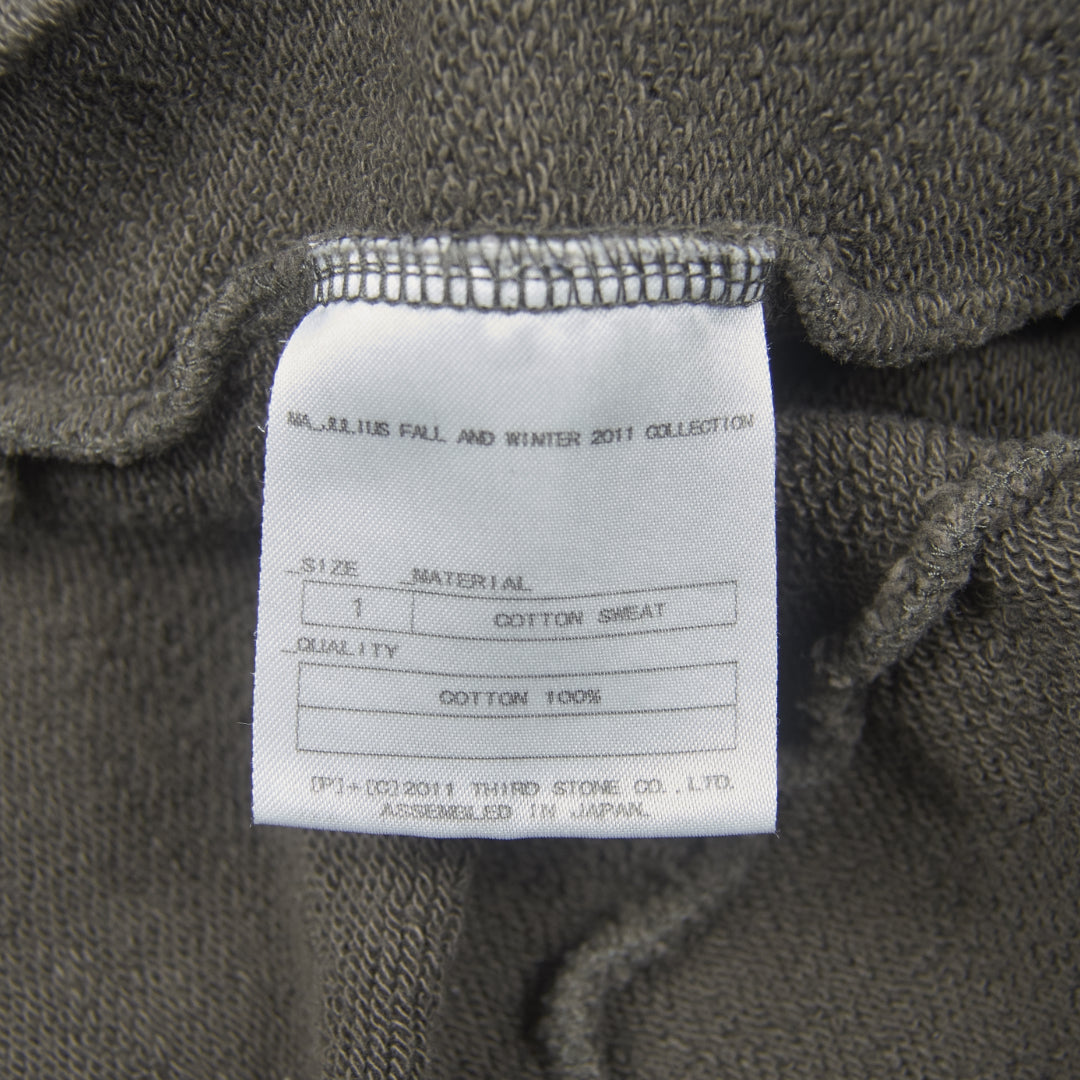 MA_JULIUS FALL AND WINTER 2011 COLLECTION
_SIZE _MATERIAL
1 COTTON SWEAT
_QUALITY
COTTON 100%
[P]+[C]2011 THIRD STONE CO.,LTD.
ASSEMBLED IN JAPAN.